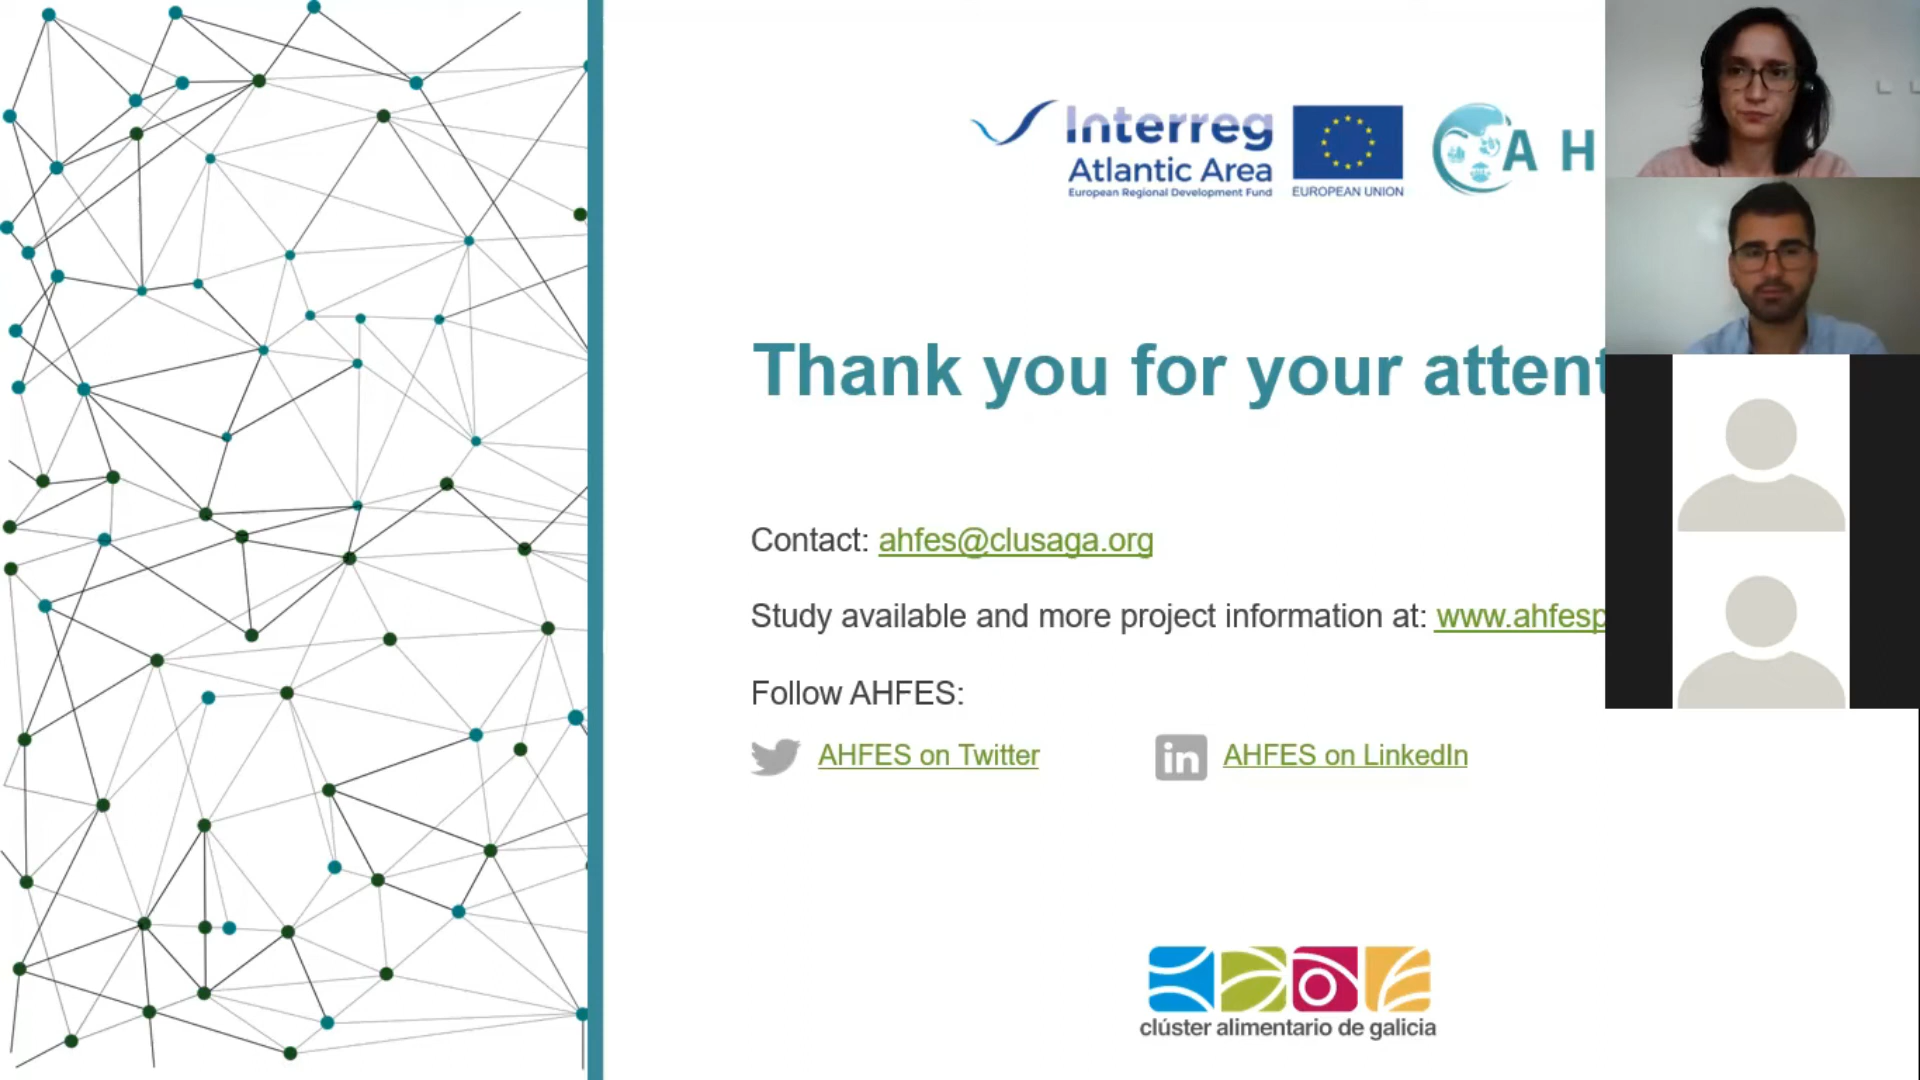 Interreg
Atlantic Area
European Regional Development Fund
EUROPEAN UNION
A H
Thank you for your attent
Contact: ahfes@clusaga.org
Study available and more project information at: www.ahfesp
Follow AHFES:
AHFES on Twitter
in AHFES on LinkedIn
clúster alimentario de galicia